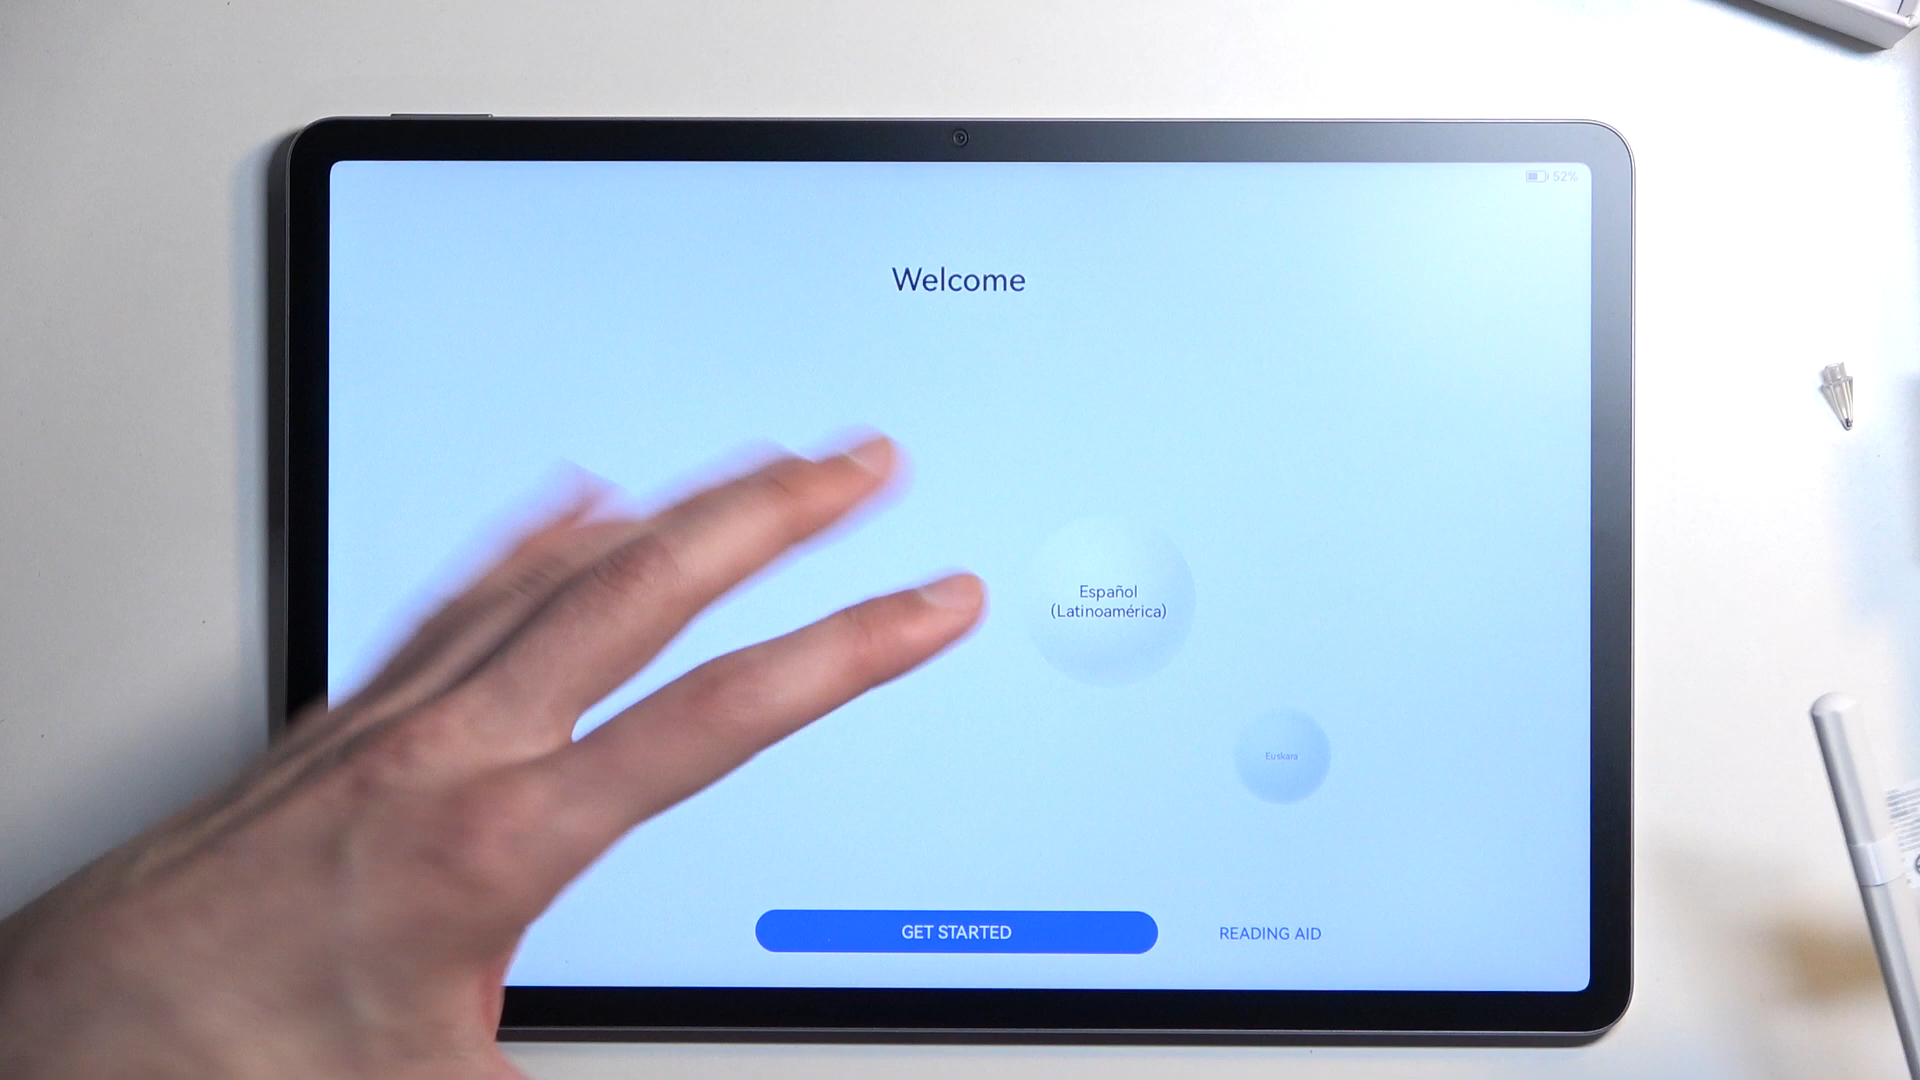 52%
Welcome
Español
(Latinoamérica)
Euskara
GET STARTED
READING AID